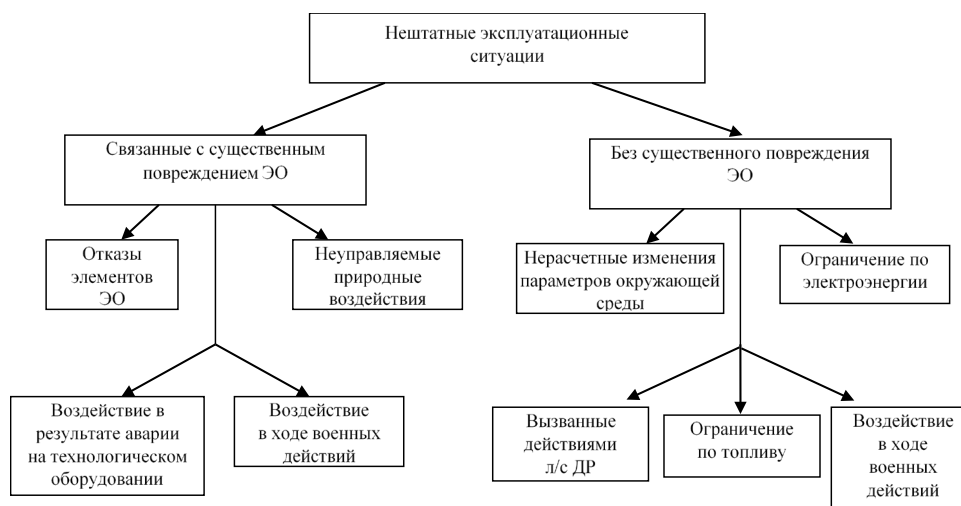 Нештатные эксплуатационные
ситуации
Связанные с существенным
повреждением ЭО
Без существенного повреждения
ЭО
Отказы
элементов
ЭО
Неуправляемые
природные
воздействия
Нерасчетные изменения
параметров окружающей
среды
Ограничение по
электроэнергии
Воздействие в
результате аварии
на технологическом
оборудовании
Воздействие
в ходе военных
действий
Вызванные
действиями
л/с ДР
Ограничение
по топливу
Воздействие
в ходе
военных
действий